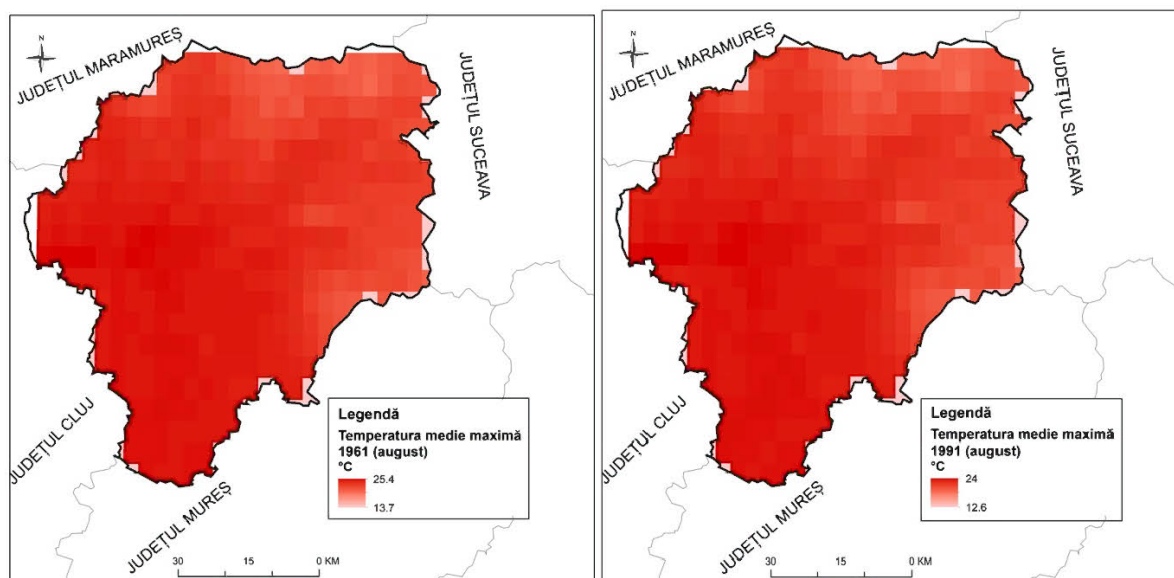 N
JUDEȚUL MARAMUREȘ
JUDEȚUL SUCEAVA
JUDEȚUL CLUJ
JUDEȚUL MUREȘ
Legendă
Temperatura medie maximă
1961 (august)
°C
25.4
13.7
30 15 0 KM
N
JUDEȚUL MARAMUREȘ
JUDEȚUL SUCEAVA
JUDEȚUL CLUJ
JUDEȚUL MUREȘ
Legendă
Temperatura medie maximă
1991 (august)
°C
24
12.6
30 15 0 KM